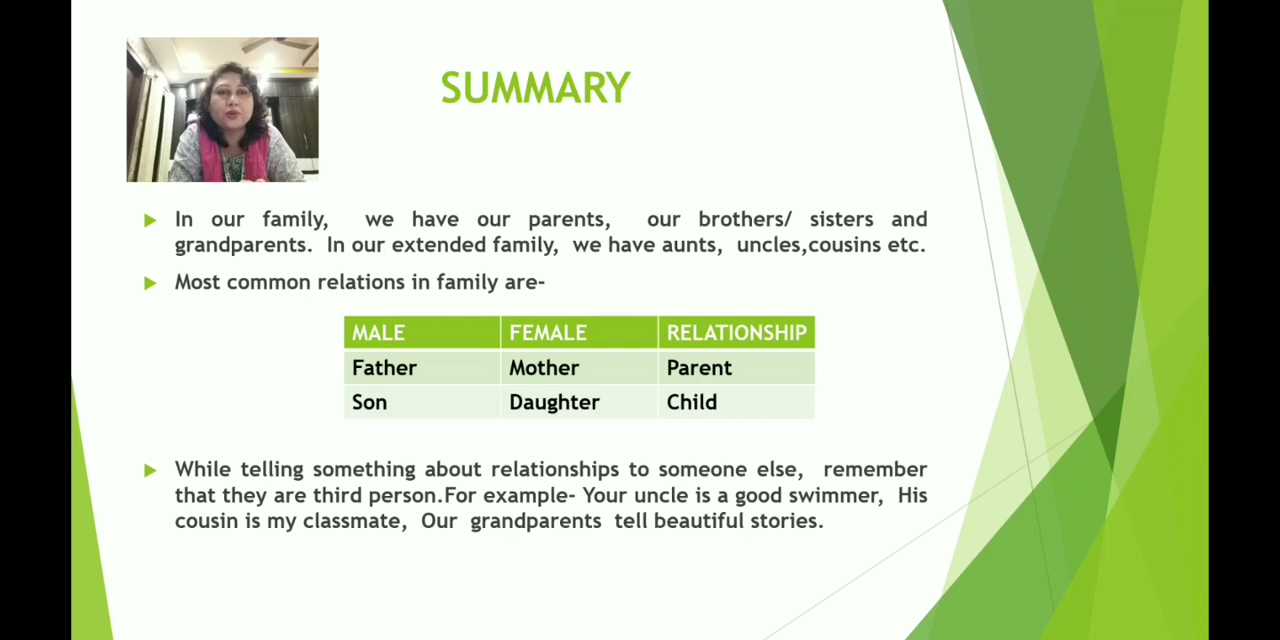 SUMMARY
In our family, we have our parents, our brothers/ sisters and
grandparents. In our extended family, we have aunts, uncles,cousins etc.
Most common relations in family are-
MALE FEMALE RELATIONSHIP
Father Mother Parent
Son Daughter Child
While telling something about relationships to someone else, remember
that they are third person.For example- Your uncle is a good swimmer, His
cousin is my classmate, Our grandparents tell beautiful stories.